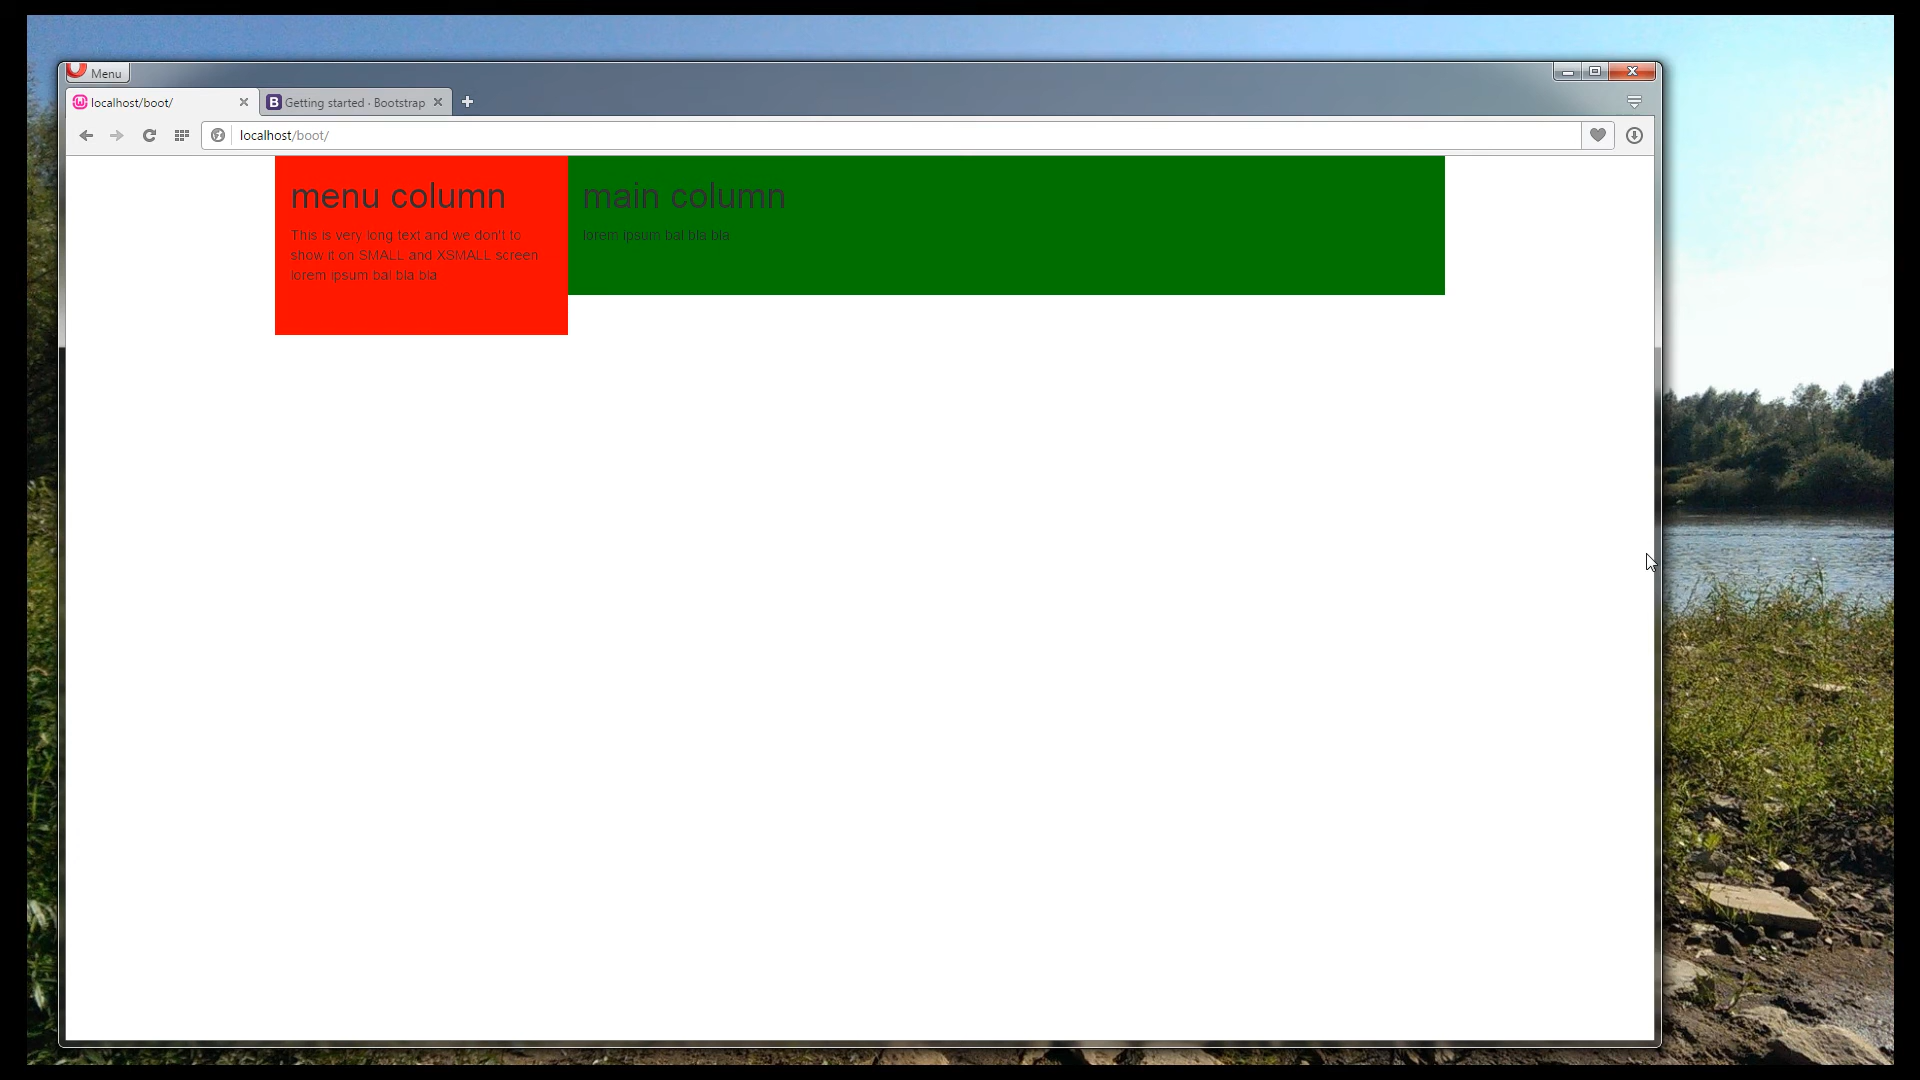 Menu
localhost/boot/
Getting started · Bootstrap
localhost/boot/
menu column
This is very long text and we don't to
show it on SMALL and XSMALL screen
lorem ipsum bal bla bla
main column
lorem ipsum bal bla bla